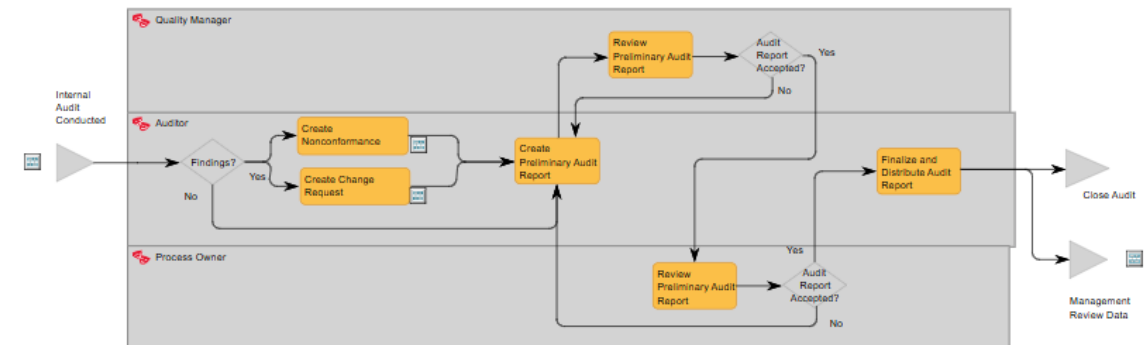 Quality Manager
Review
Preliminary Audit
Report
Audit
Report
Accepted?
Yes
No
Internal
Audit
Conducted
Auditor
Findings?
Yes
No
Create
Nonconformance
Create Change
Request
Create
Preliminary Audit
Report
Finalize and
Distribute Audit
Report
Close Audit
Process Owner
Review
Preliminary Audit
Report
Yes
Audit
Report
Accepted?
No
Management
Review Data